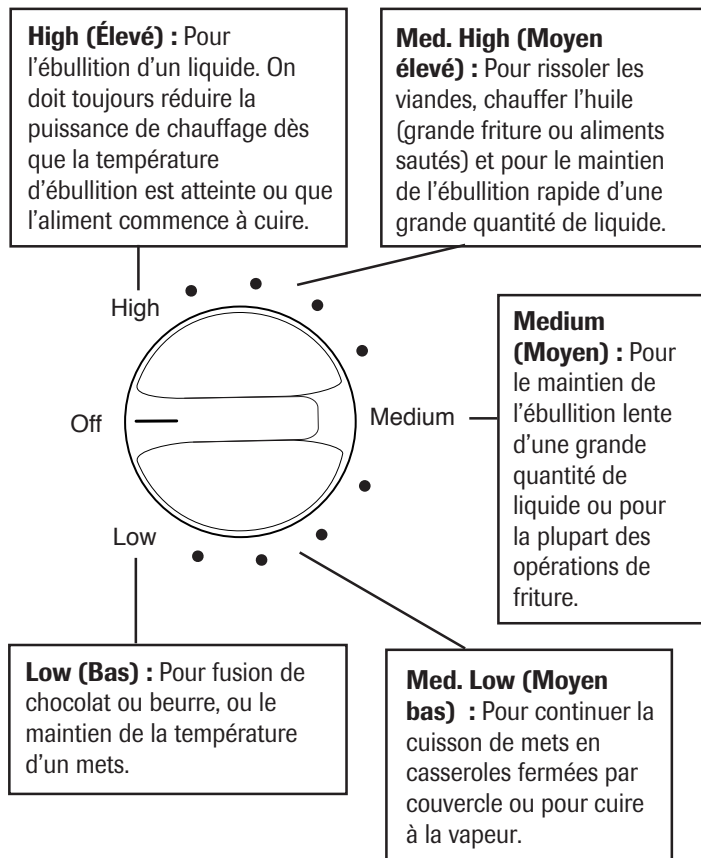 High (Élevé) : Pour
l'ébullition d'un liquide. On
doit toujours réduire la
puissance de chauffage dès
que la température
d'ébullition est atteinte ou que
l'aliment commence à cuire.
Med. High (Moyen
élevé) : Pour rissoler les
viandes, chauffer l'huile
(grande friture ou aliments
sautés) et pour le maintien
de l'ébullition rapide d'une
grande quantité de liquide.
High
Off
Low
Medium
Medium
(Moyen) : Pour
le maintien de
l'ébullition lente
d'une grande
quantité de
liquide ou pour
la plupart des
opérations de
friture.
Low (Bas) : Pour fusion de
chocolat ou beurre, ou le
maintien de la température
d'un mets.
Med. Low (Moyen
bas)  : Pour continuer la
cuisson de mets en
casseroles fermées par
couvercle ou pour cuire
à la vapeur.